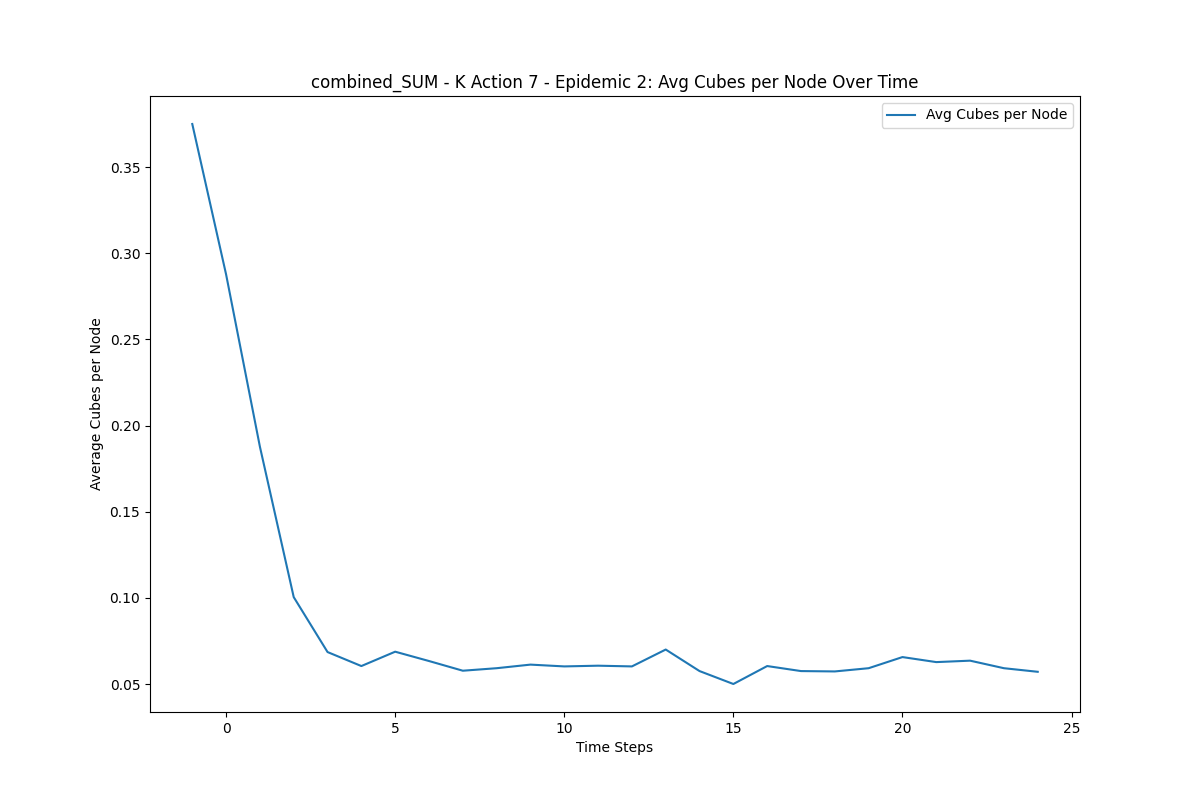 combined_SUM - K Action 7 - Epidemic 2: Avg Cubes per Node Over Time
Avg Cubes per Node
0.35
0.30
0.25
0.20
0.15
0.10
0.05
Average Cubes per Node
0 5 10 15 20 25
Time Steps